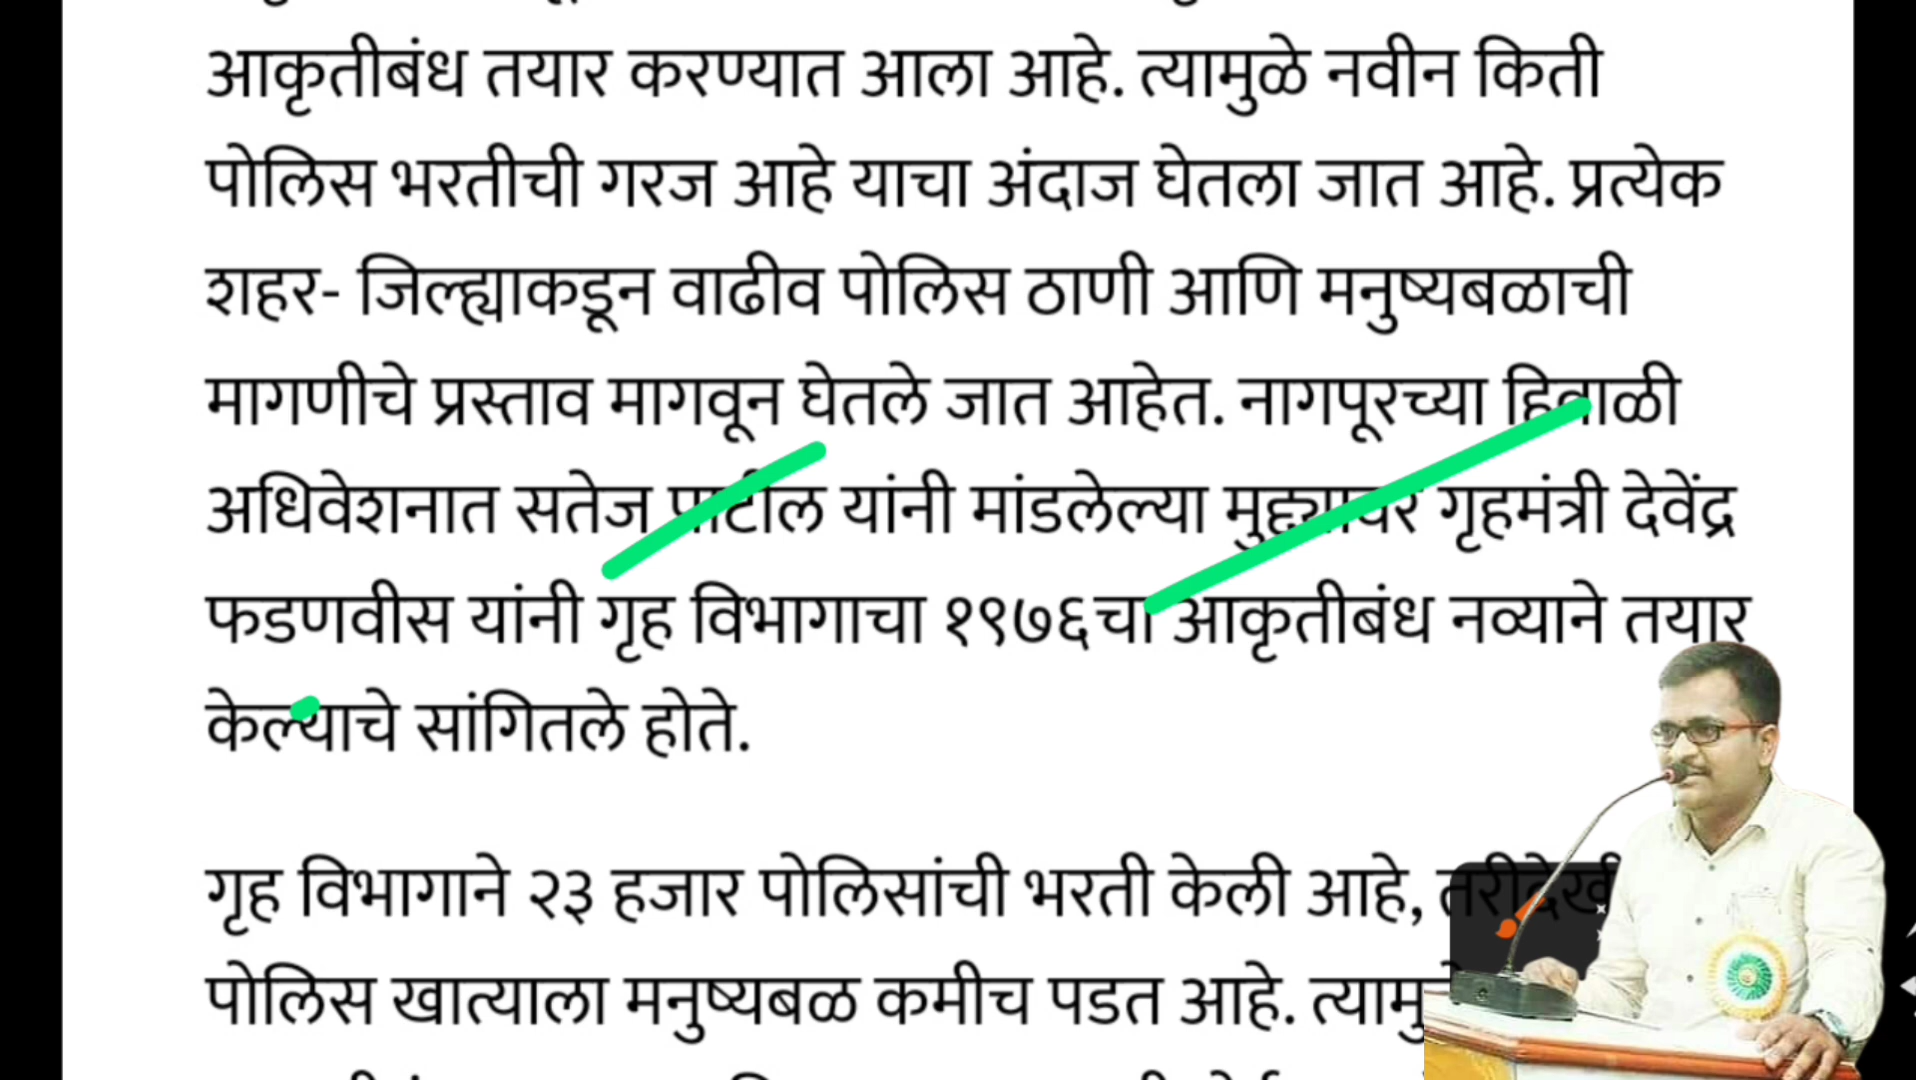 आकृतीबंध तयार करण्यात आला आहे. त्यामुळे नवीन किती
पोलिस भरतीची गरज आहे याचा अंदाज घेतला जात आहे. प्रत्येक
शहर- जिल्ह्याकडून वाढीव पोलिस ठाणी आणि मनुष्यबळाची
मागणीचे प्रस्ताव मागवून घेतले जात आहेत. नागपूरच्या हिवाळी
अधिवेशनात सतेज पाटील यांनी मांडलेल्या मुद्द्यावर गृहमंत्री देवेंद्र
फडणवीस यांनी गृह विभागाचा १९७६चा आकृतीबंध नव्याने तयार
केल्याचे सांगितले होते.
गृह विभागाने २३ हजार पोलिसांची भरती केली आहे,
पोलिस खात्याला मनुष्यबळ कमीच पडत आहे.